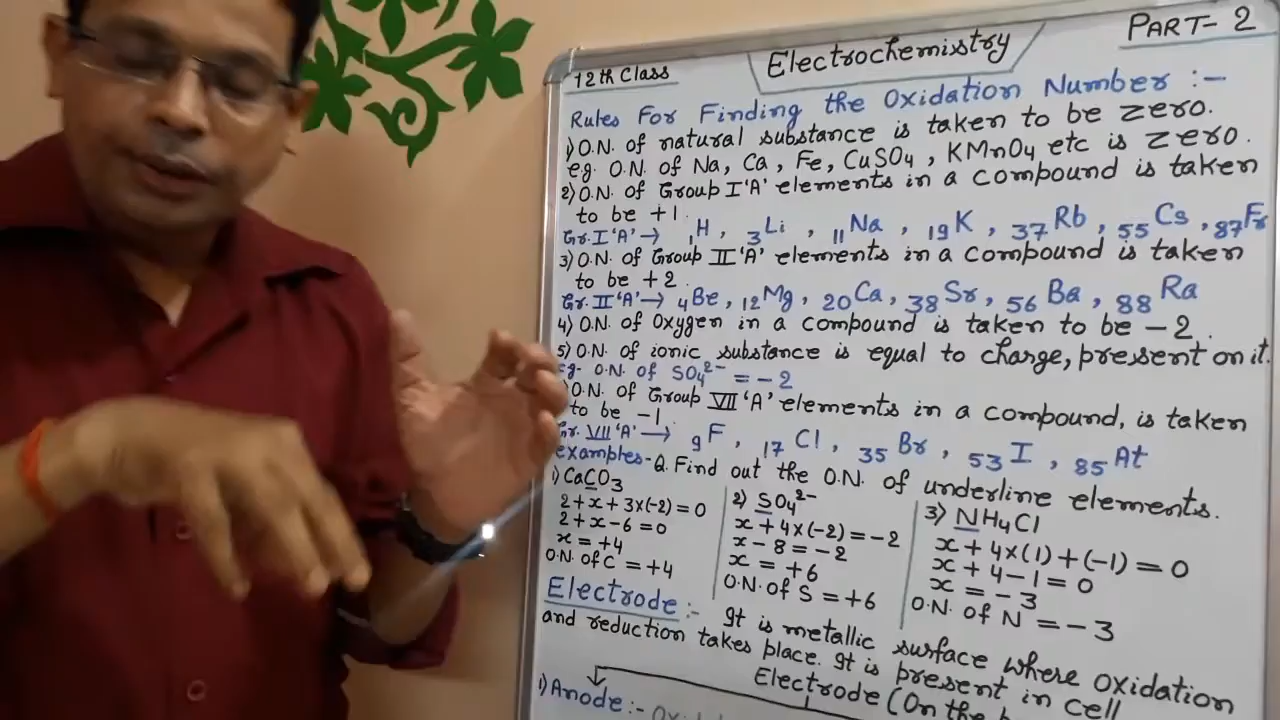 PART-2
12th Class
Electrochemistry
Rules For Finding the Oxidation Number :-
1) O.N. of natural substance is taken to be zero.
eg. O.N. of Na, Ca, Fe, CuSO₄, KMnO₄ etc is zero.
2) O.N. of Group I'A' elements in a compound is taken
to be +1.
Gr. I'A' → ₁H, ₃Li, ₁₁Na, ₁₉K, ₃₇Rb, ₅₅Cs, ₈₇Fr
3) O.N. of Group II'A' elements in a compound is taken
to be +2.
Gr. II'A' → ₄Be, ₁₂Mg, ₂₀Ca, ₃₈Sr, ₅₆Ba, ₈₈Ra
4) O.N. of Oxygen in a compound is taken to be -2.
5) O.N. of ionic substance is equal to charge, present on it.
Eg- O.N. of SO₄²⁻ = -2
) O.N. of Group VII'A' elements in a compound, is taken
to be -1
Gr. VII'A' → ₉F, ₁₇Cl, ₃₅Br, ₅₃I, ₈₅At
examples- Q. Find out the O.N. of underline elements.
1) CaCO₃
2+x+3x(-2)=0
2+x-6=0
x=+4
O.N. of C = +4
2) SO₄²⁻
x+4x(-2)=-2
x-8=-2
x=+6
O.N. of S = +6
3) NH₄Cl
x+4x(1)+(-1)=0
x+4-1=0
x=-3
O.N. of N = -3
Electrode:- It is metallic surface where oxidation
and reduction takes place. It is present in cell
Electrode (On the
1) Anode:-